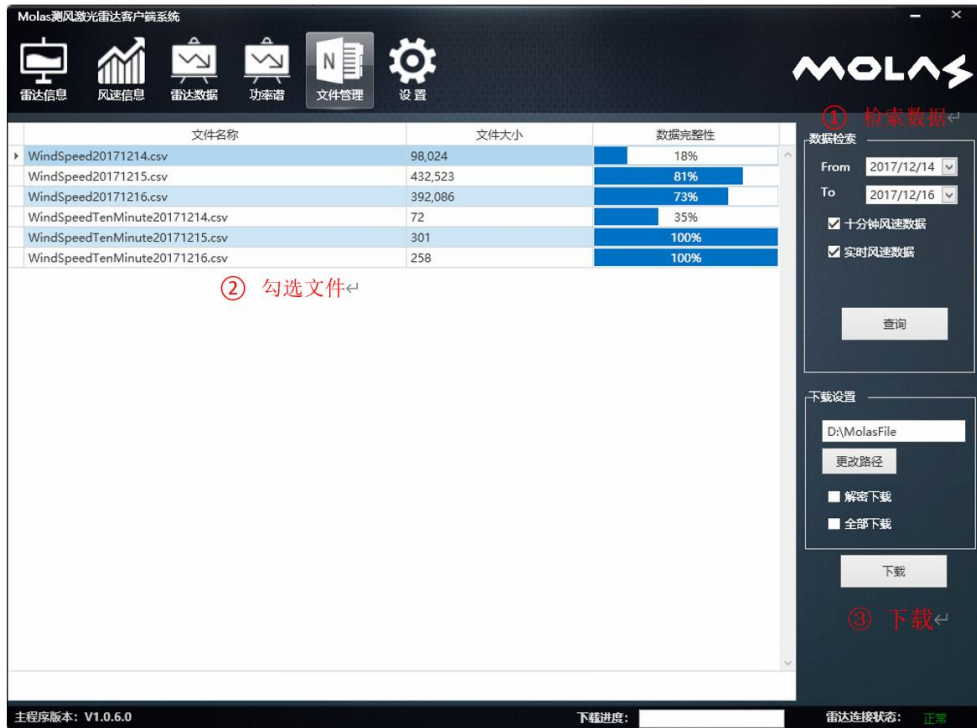 Molas测风激光雷达客户端系统
雷达信息 风速信息 雷达数据 功率谱 文件管理 设置
MOLAS
① 检索数据↵
文件名称 文件大小 数据完整性
WindSpeed20171214.csv 98,024 18%
WindSpeed20171215.csv 432,523 81%
WindSpeed20171216.csv 392,086 73%
WindSpeedTenMinute20171214.csv 72 35%
WindSpeedTenMinute20171215.csv 301 100%
WindSpeedTenMinute20171216.csv 258 100%
② 勾选文件↵
数据检索
From 2017/12/14
To 2017/12/16
十分钟风速数据
实时风速数据
查询
下载设置
D:\MolasFile
更改路径
解密下载
全部下载
下载
③ 下载↵
主程序版本: V1.0.6.0 下载进度: 雷达连接状态: 正常